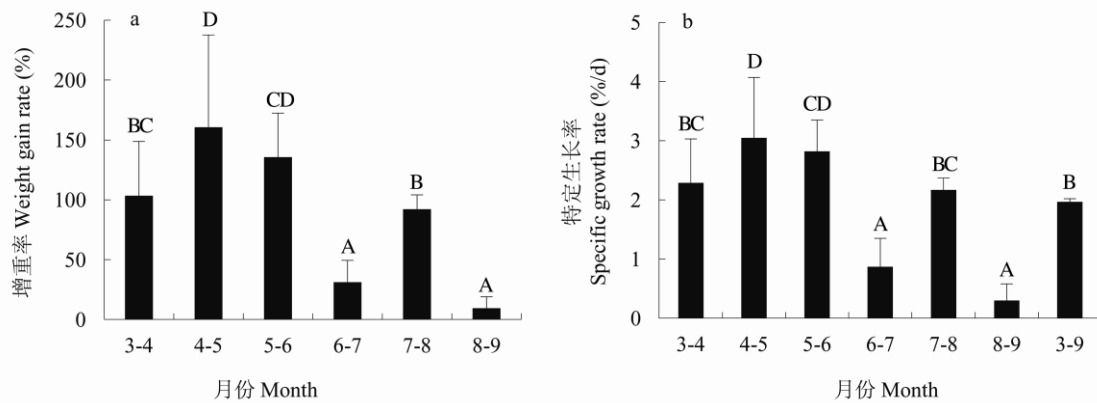 a
增重率 Weight gain rate (%)
250
200
150
100
50
0
BC
D
CD
A
B
A
3-4
4-5
5-6
6-7
7-8
8-9
月份 Month
b
特定生长率
Specific growth rate (%/d)
5
4
3
2
1
0
BC
D
CD
A
BC
A
B
3-4
4-5
5-6
6-7
7-8
8-9
3-9
月份 Month